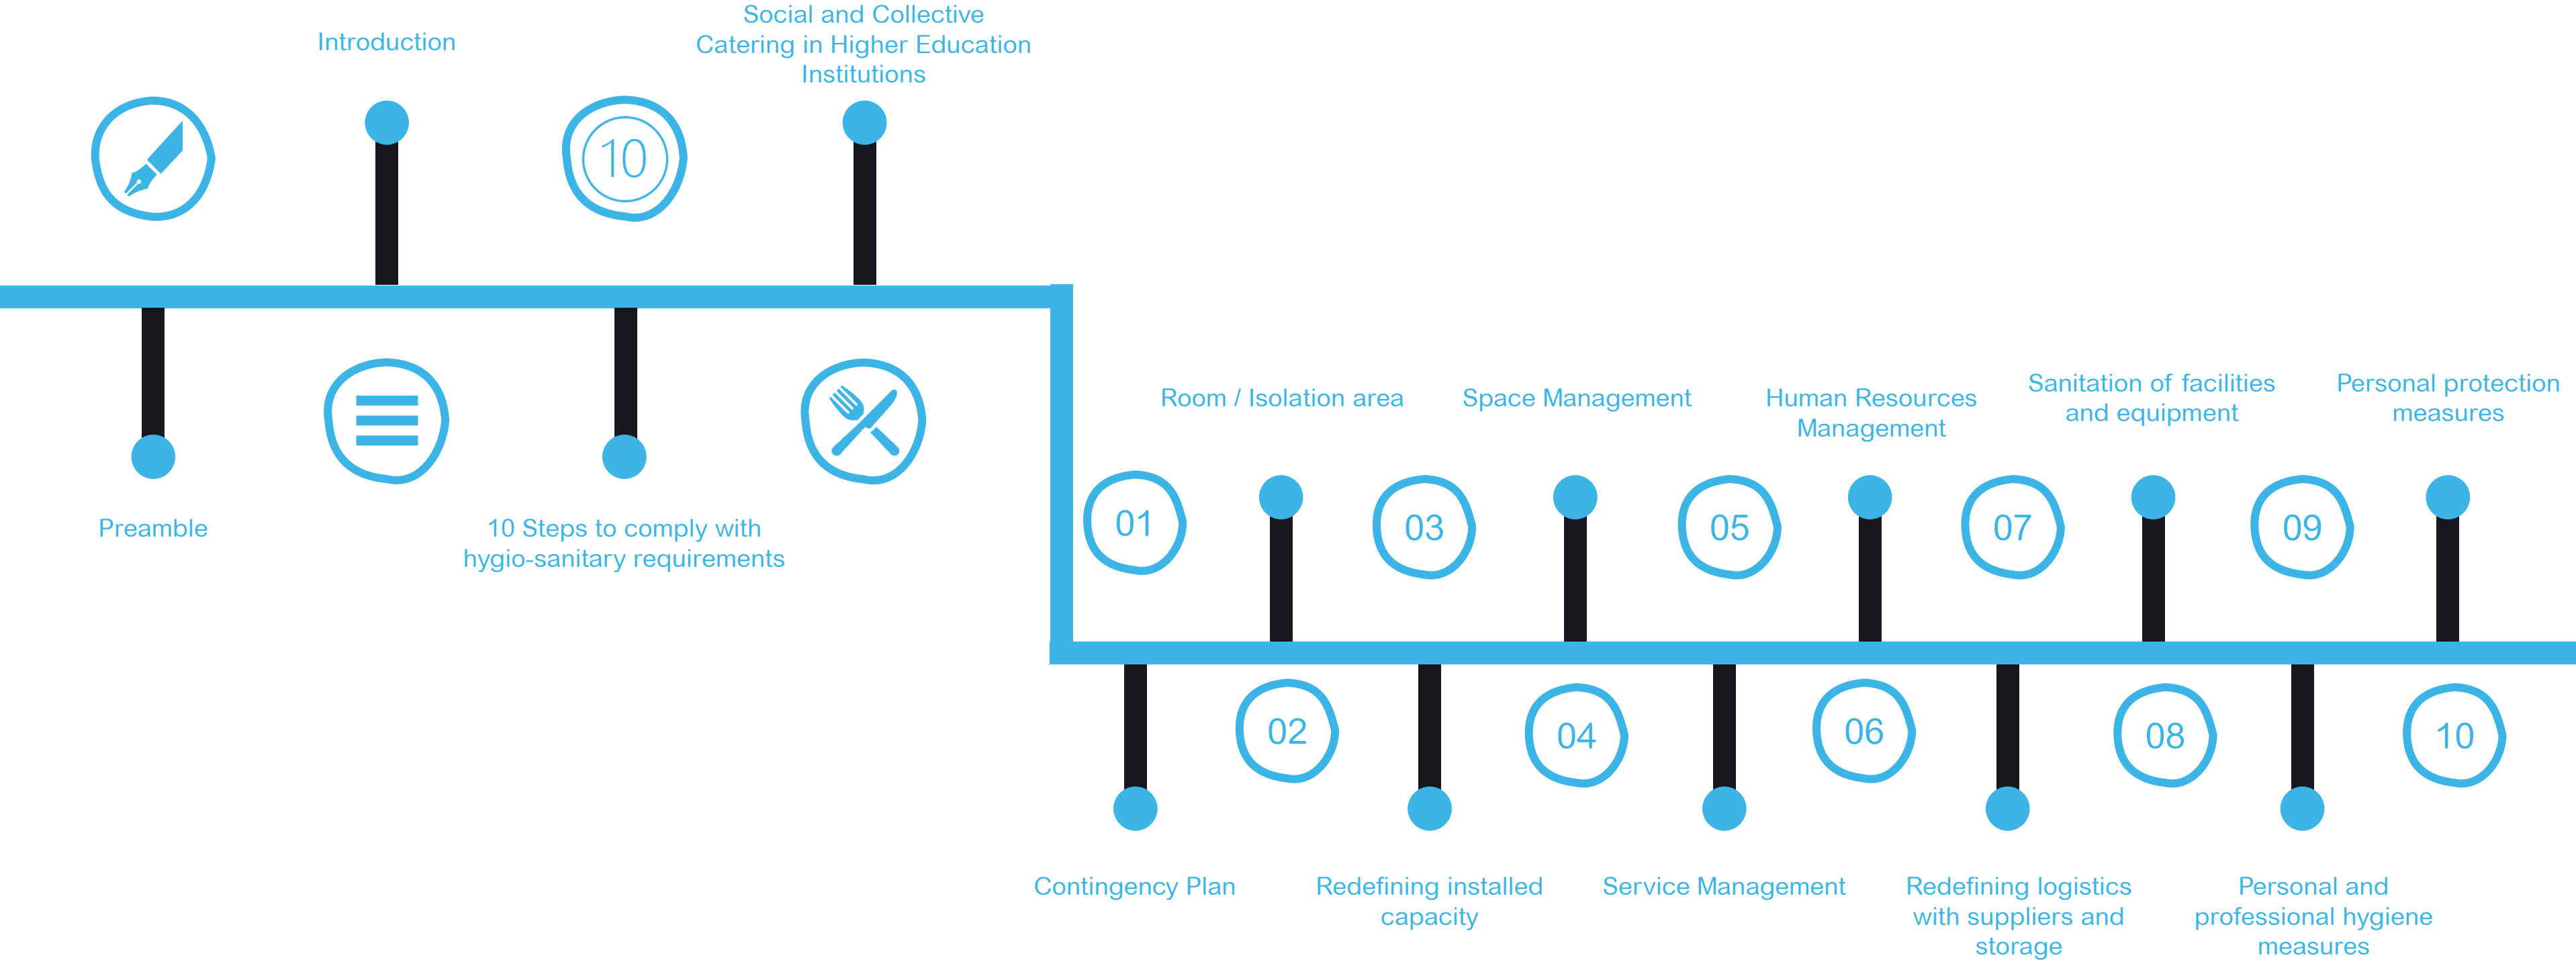 Social and Collective
Catering in Higher Education
Institutions
Introduction
10
Preamble
10 Steps to comply with
hygio-sanitary requirements
Room / Isolation area
Space Management
Human Resources
Management
Sanitation of facilities
and equipment
Personal protection
measures
01
03
05
07
09
02
04
06
08
10
Contingency Plan
Redefining installed
capacity
Service Management
Redefining logistics
with suppliers and
storage
Personal and
professional hygiene
measures